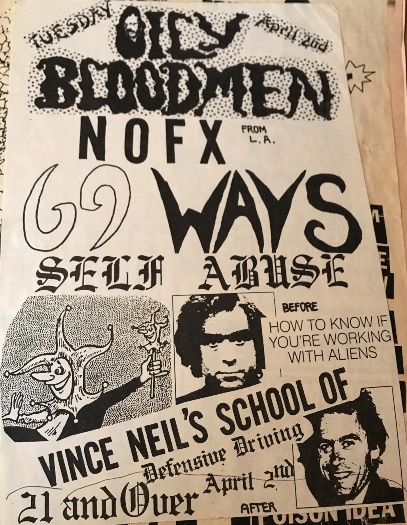 TUESDAY April 2nd
OILY
BLOODMEN
NOFX FROM L.A.
69 WAYS
SELF ABUSE
BEFORE
HOW TO KNOW IF
YOU'RE WORKING
WITH ALIENS
VINCE NEIL'S SCHOOL OF
Defensive Driving
April 2nd
21 and Over
AFTER
POISON IDEA